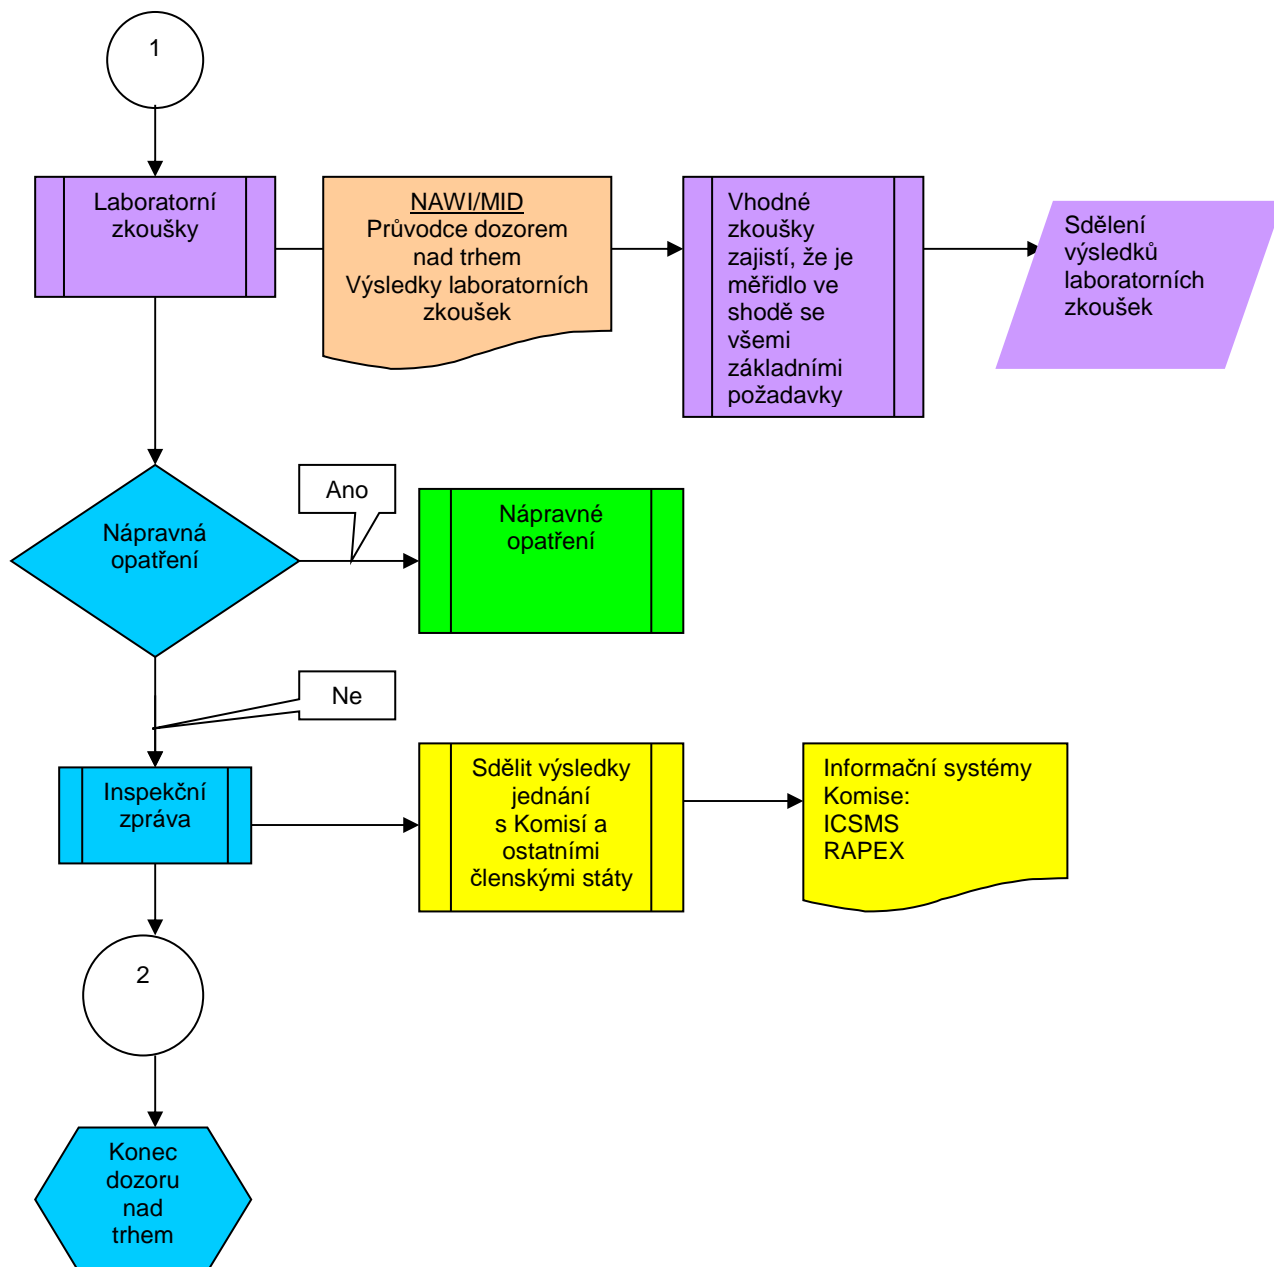 1
Laboratorní
zkoušky
NAWI/MID
Průvodce dozorem
nad trhem
Výsledky laboratorních
zkoušek
Vhodné
zkoušky
zajistí, že je
měřidlo ve
shodě se
všemi
základními
požadavky
Sdělení
výsledků
laboratorních
zkoušek
Nápravná
opatření
Ano
Nápravné
opatření
Ne
Inspekční
zpráva
Sdělit výsledky
jednání
s Komisí a
ostatními
členskými státy
Informační systémy
Komise:
ICSMS
RAPEX
2
Konec
dozoru
nad
trhem